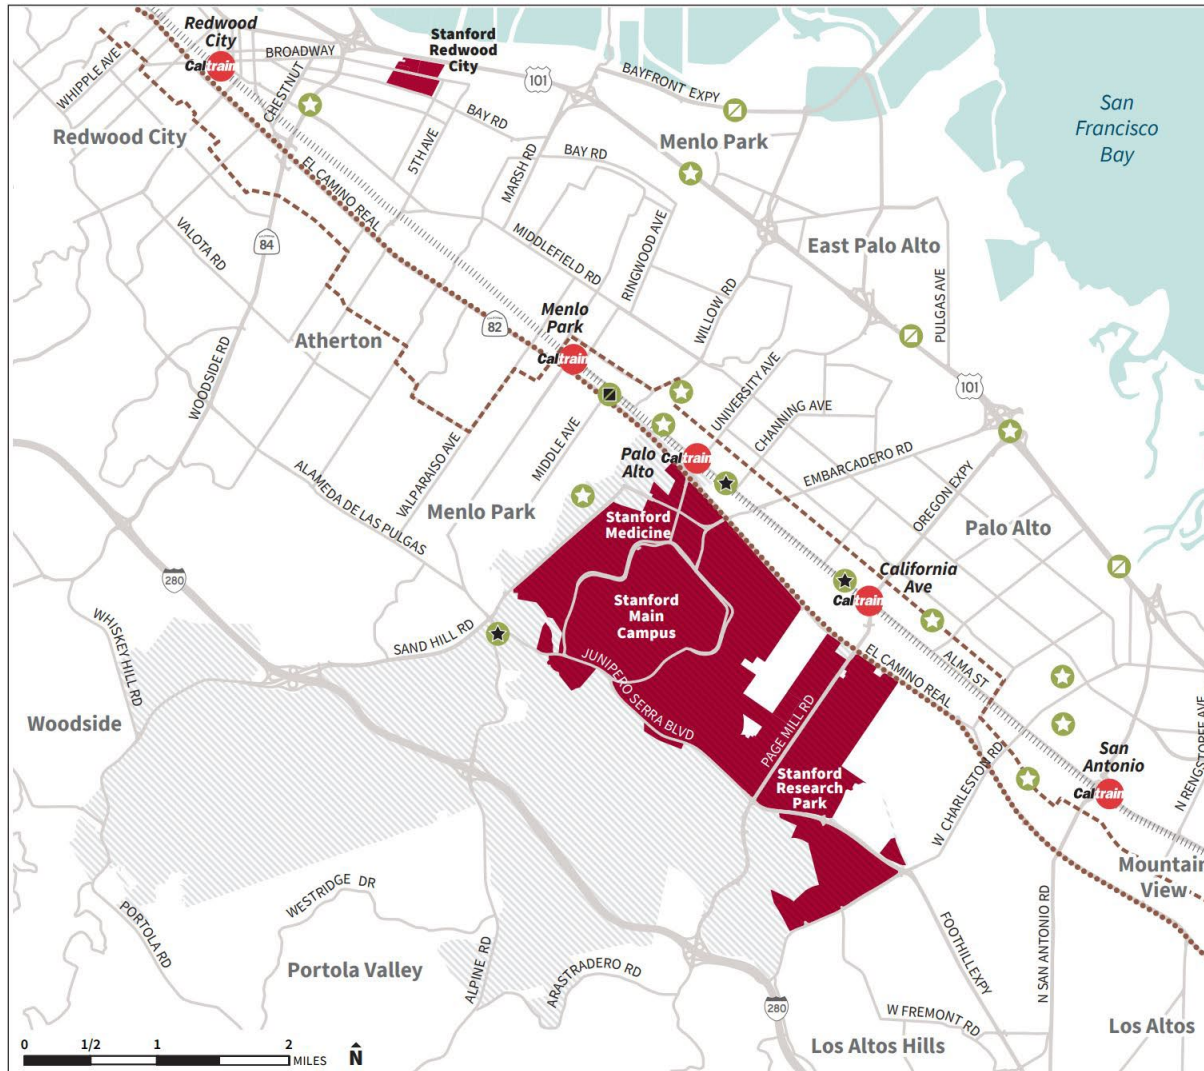 Redwood
City
Caltrain
BROADWAY
Stanford
Redwood
City
WHIPPLE AVE
CHESTNUT
101
BAYFRONT EXPY
San
Francisco
Bay
Redwood City
BAY RD
5TH AVE
MARSH RD
BAY RD
Menlo Park
EL CAMINO REAL
VALOTA RD
84
MIDDLEFIELD RD
RINGWOOD AVE
East Palo Alto
WILLOW RD
PULGAS AVE
Menlo
Park
Caltrain
82
Atherton
WOODSIDE RD
UNIVERSITY AVE
CHANNING AVE
101
MIDDLE AVE
VALPARAISO AVE
Palo
Alto
Caltrain
EMBARCADERO RD
OREGON EXPY
ALAMEDA DE LAS PULGAS
Menlo Park
Stanford
Medicine
Palo Alto
280
California
Ave
Caltrain
Stanford
Main
Campus
WHISKEY HILL RD
SAND HILL RD
JUNIPERO SERRA BLVD
EL CAMINO REAL
ALMA ST
Woodside
PAGE MILL RD
Stanford
Research
Park
San
Antonio
Caltrain
N RENGSTORFF AVE
W CHARLESTON RD
Mountain
View
WESTRIDGE DR
PORTOLA RD
Portola Valley
ALPINE RD
ARASTRADERO RD
FOOTHILL EXPY
N SAN ANTONIO RD
280
W FREMONT RD
Los Altos Hills
Los Altos
0 1/2 1 2
MILES
N